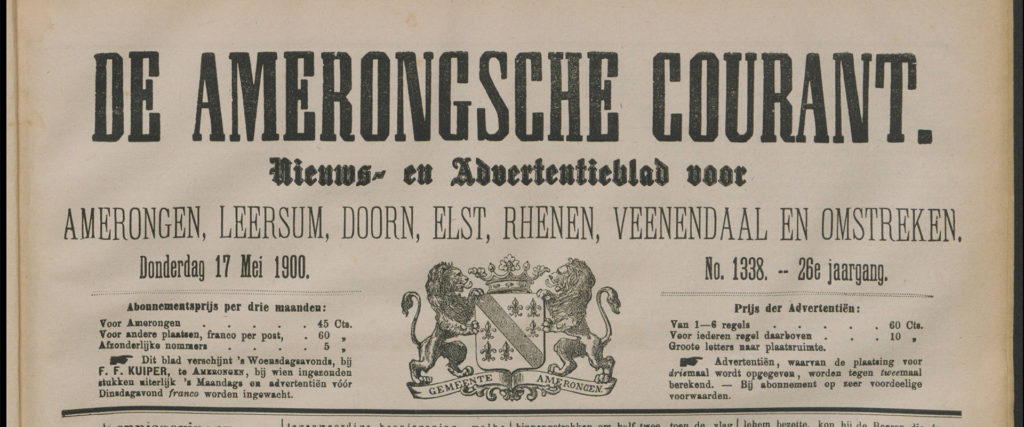 DE AMERONGSCHE COURANT.
Nieuws- en Advertentieblad voor
AMERONGEN, LEERSUM, DOORN, ELST, RHENEN, VEENENDAAL EN OMSTREKEN.
Donderdag 17 Mei 1900.
No. 1338. -- 26e jaargang.
Abonnementsprijs per drie maanden:
Voor Amerongen . . . . . 45 Cts.
Voor andere plaatsen, franco per post, . 60 „
Afzonderlijke nommers . . . . 5 „
☛ Dit blad verschijnt 's Woensdagsavonds, bij
F. F. KUIPER, te AMERONGEN, bij wien ingezonden
stukken uiterlijk 's Maandags en advertentiën vóór
Dinsdagavond franco worden ingewacht.
GEMEENTE AMERONGEN.
Prijs der Advertentiën:
Van 1—6 regels . . . . . 60 Cts.
Voor iederen regel daarboven . . . 10 „
Groote letters naar plaatsruimte.
☛ Advertentiën, waarvan de plaatsing voor
driemaal wordt opgegeven, worden tegen tweemaal
berekend. — Bij abonnement op zeer voordeelige
voorwaarden.